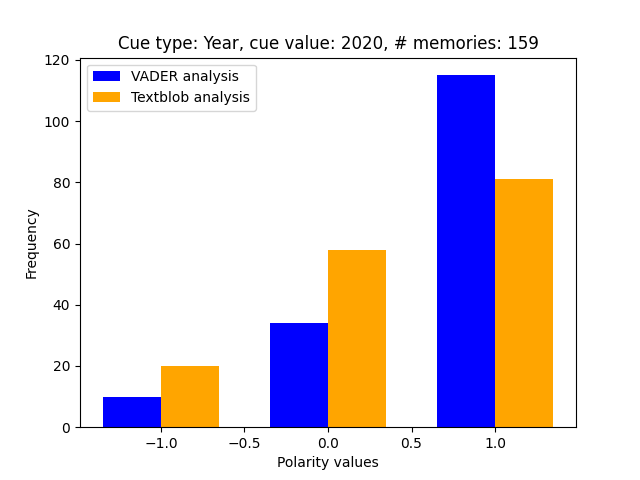 Cue type: Year, cue value: 2020, # memories: 159
VADER analysis
Textblob analysis
Frequency
120
100
80
60
40
20
0
−1.0
−0.5
0.0
0.5
1.0
Polarity values